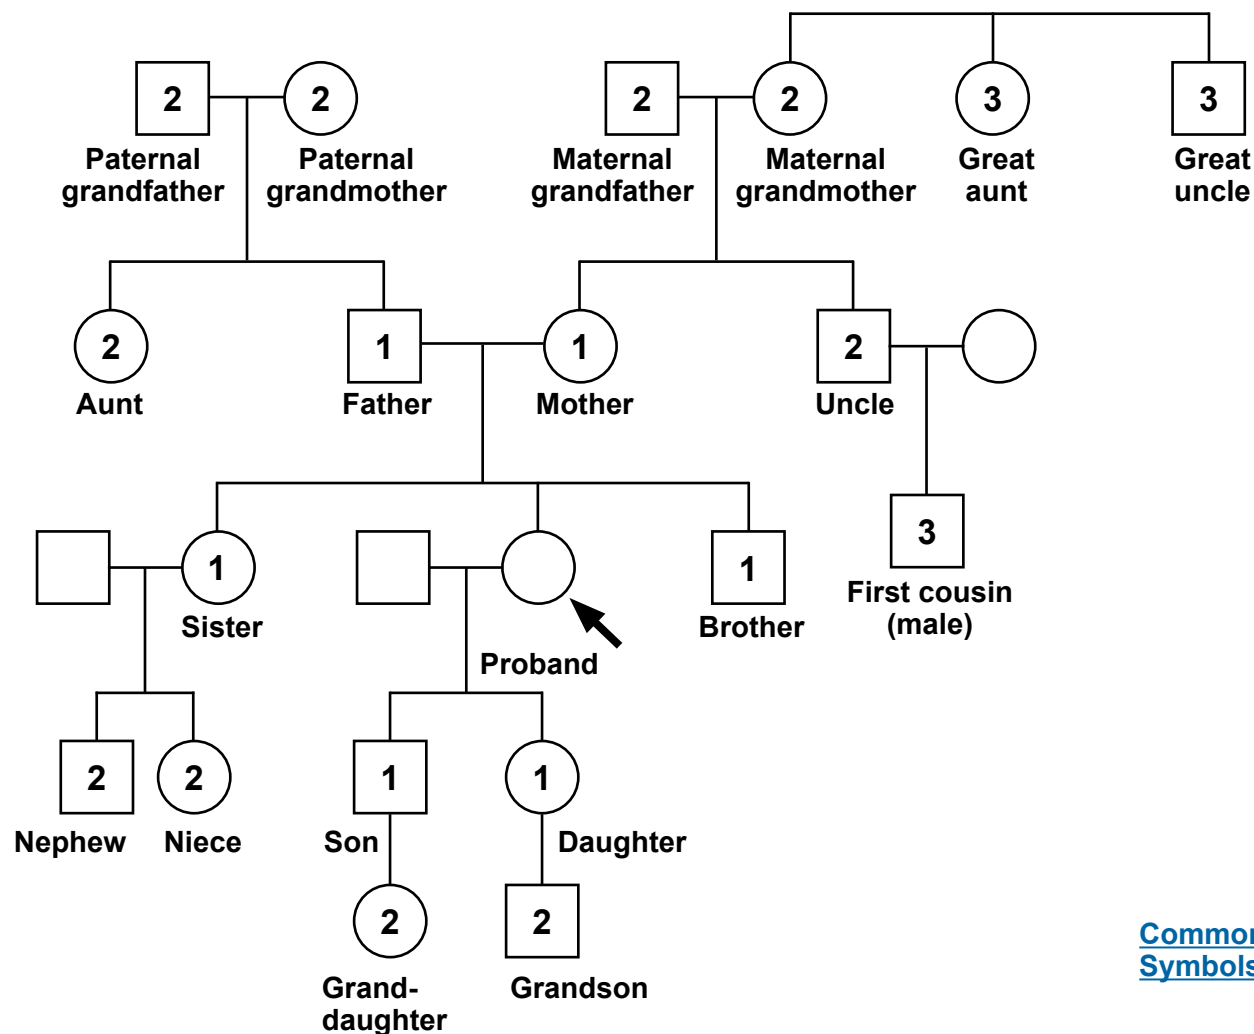 2
2
2
2
3
3
Paternal
grandfather
Paternal
grandmother
Maternal
grandfather
Maternal
grandmother
Great
aunt
Great
uncle
2
1
1
2
Aunt
Father
Mother
Uncle
1
1
3
Sister
Proband
Brother
First cousin
(male)
2
2
1
1
Nephew
Niece
Son
Daughter
2
2
Grand-
daughter
Grandson
Common
Symbols